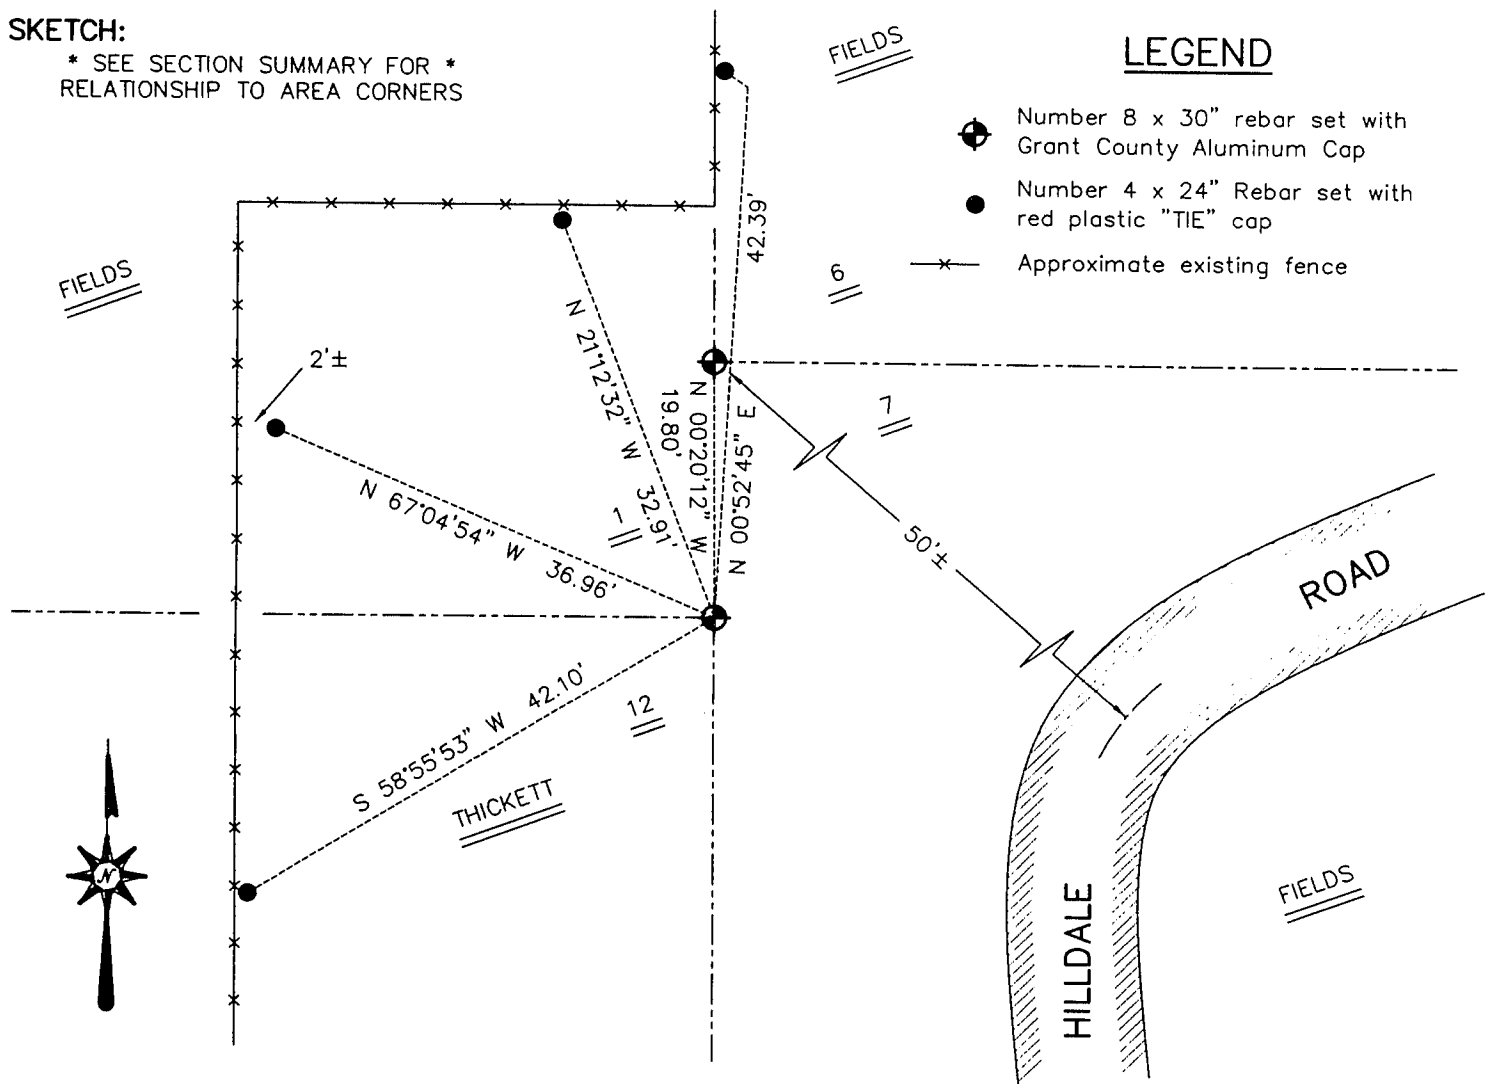 SKETCH:
* SEE SECTION SUMMARY FOR *
RELATIONSHIP TO AREA CORNERS
FIELDS
LEGEND
Number 8 x 30" rebar set with
Grant County Aluminum Cap
Number 4 x 24" Rebar set with
red plastic "TIE" cap
Approximate existing fence
42.39'
FIELDS
6
2'±
N 21°12'32" W 32.91'
N 00°20'12" W
19.80'
N 00°52'45" E
7
N 67°04'54" W 36.96'
1
50'±
ROAD
S 58°55'53" W 42.10'
12
THICKETT
N
HILLDALE
FIELDS